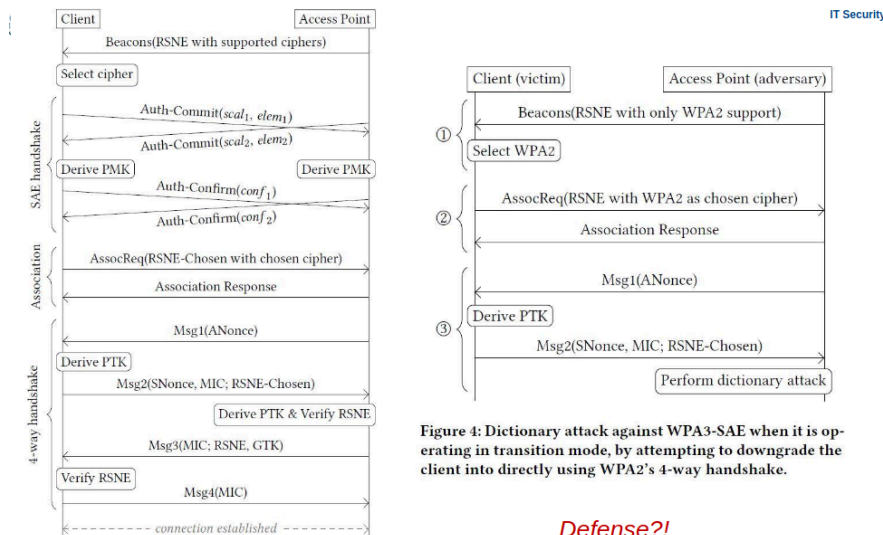 IT Security
Client
Access Point
Beacons(RSNE with supported ciphers)
Select cipher
SAE handshake
Auth-Commit(scal1, elem1)
Auth-Commit(scal2, elem2)
Derive PMK
Derive PMK
Auth-Confirm(conf1)
Auth-Confirm(conf2)
Association
AssocReq(RSNE-Chosen with chosen cipher)
Association Response
4-way handshake
Msg1(ANonce)
Derive PTK
Msg2(SNonce, MIC; RSNE-Chosen)
Derive PTK & Verify RSNE
Msg3(MIC; RSNE, GTK)
Verify RSNE
Msg4(MIC)
connection established
Client (victim)
Access Point (adversary)
①
Beacons(RSNE with only WPA2 support)
Select WPA2
②
AssocReq(RSNE with WPA2 as chosen cipher)
Association Response
③
Msg1(ANonce)
Derive PTK
Msg2(SNonce, MIC; RSNE-Chosen)
Perform dictionary attack
Figure 4: Dictionary attack against WPA3-SAE when it is op-
erating in transition mode, by attempting to downgrade the
client into directly using WPA2's 4-way handshake.
Defense?!